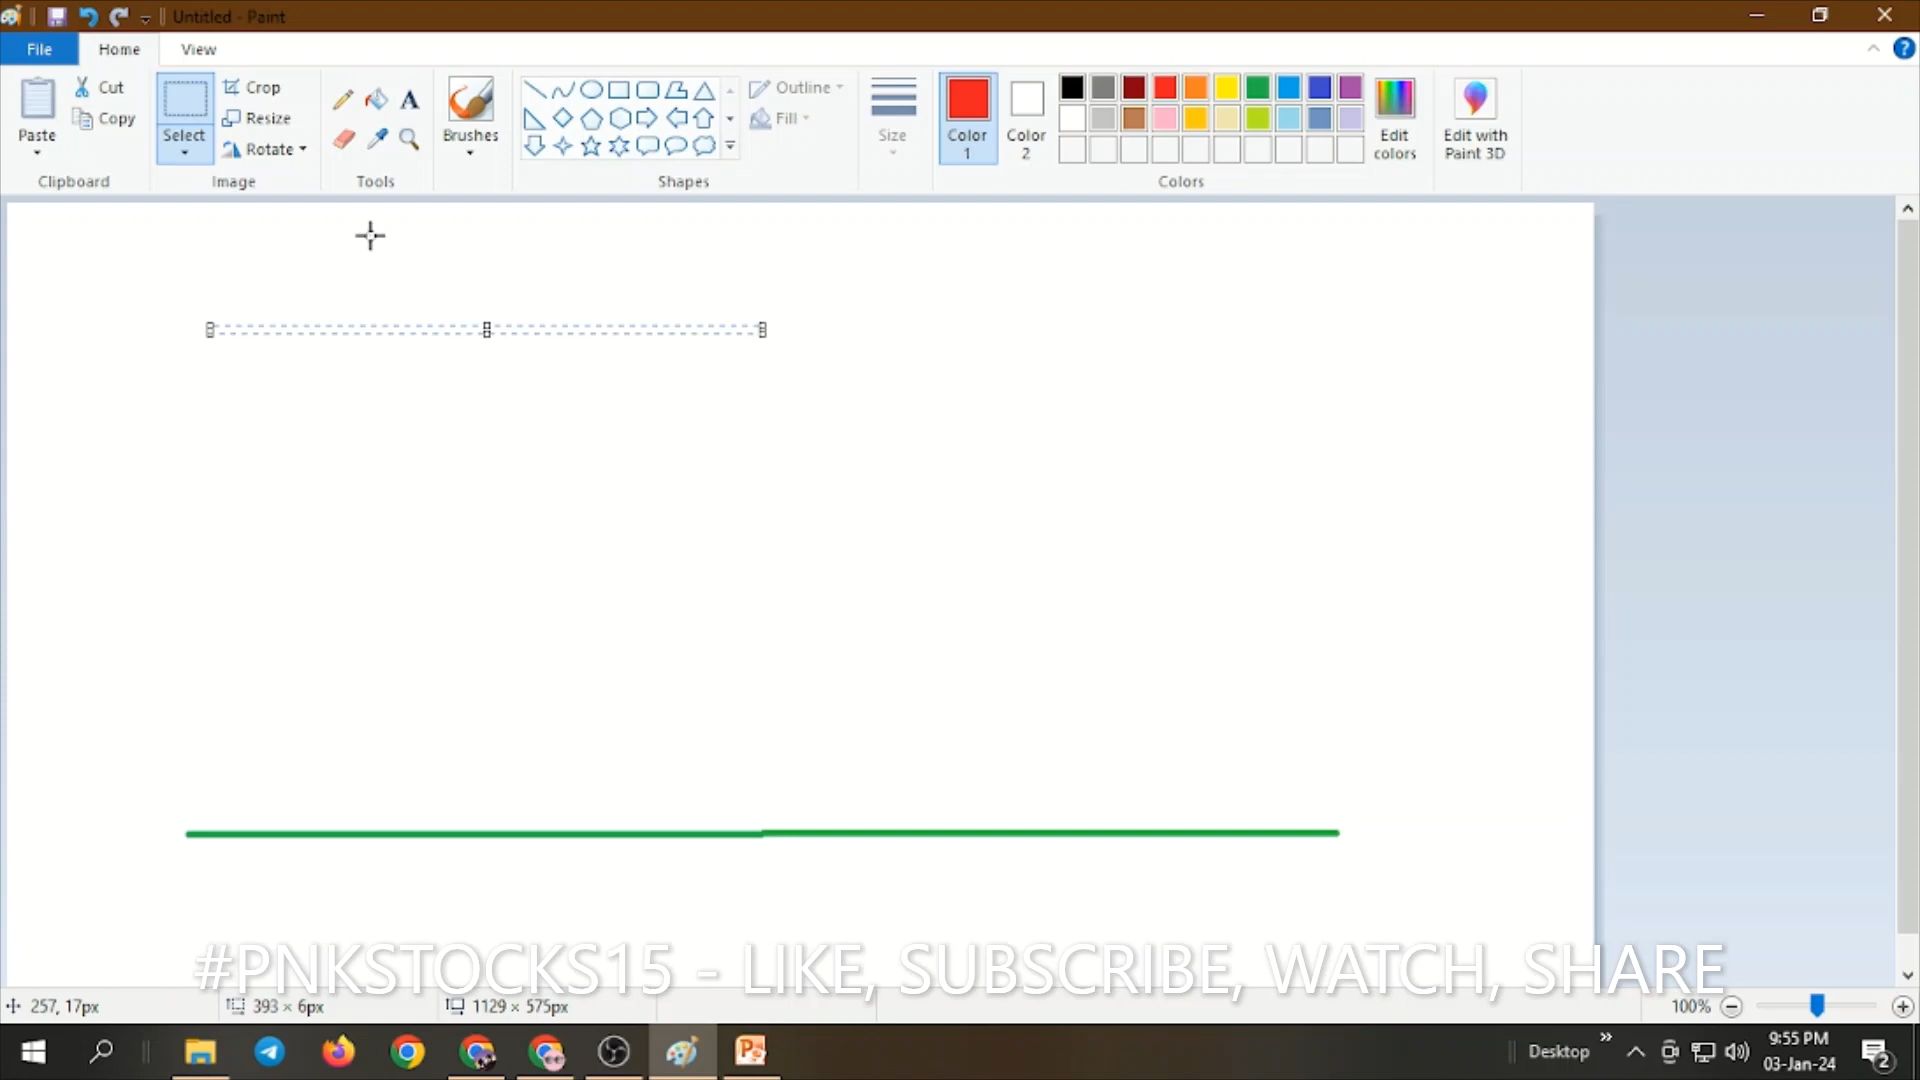 Untitled - Paint
File Home View
Paste
Cut
Copy
Clipboard
Select
Crop
Resize
Rotate
Image
Tools
Brushes
Shapes
Outline
Fill
Size
Color 1
Color 2
Colors
Edit colors
Edit with Paint 3D
#PNKSTOCKS15 - LIKE, SUBSCRIBE, WATCH, SHARE
257, 17px 393 × 6px 1129 × 575px 100%
Desktop
9:55 PM
03-Jan-24
2